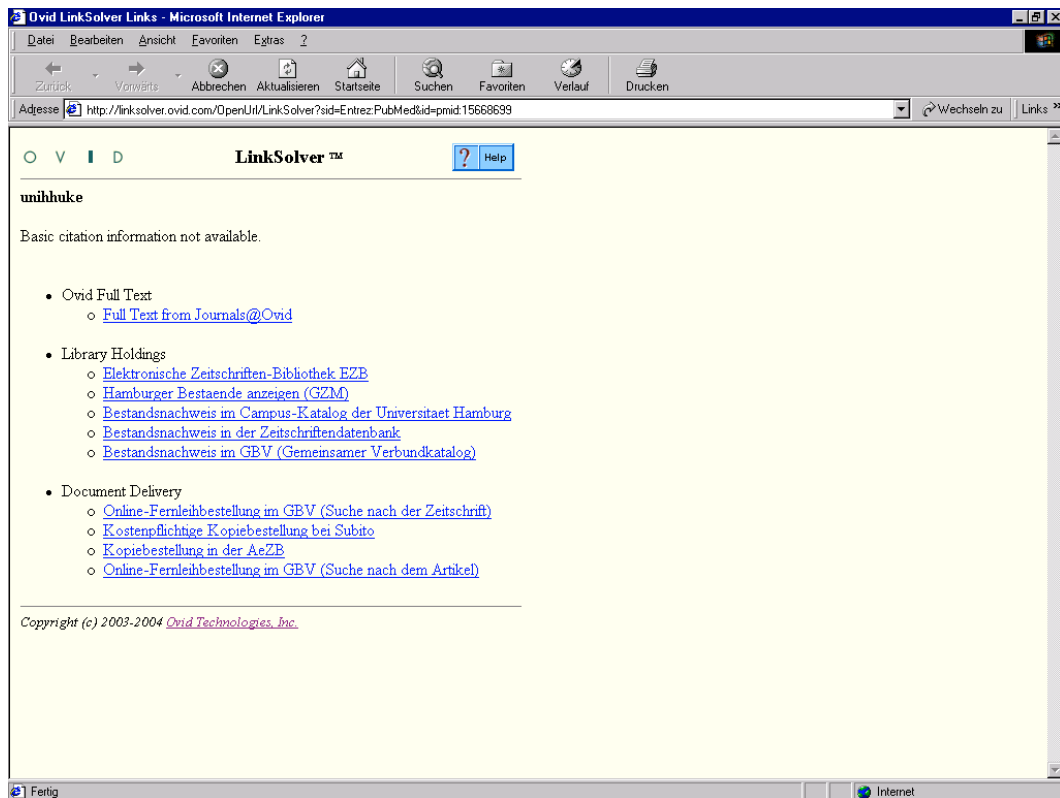 Ovid LinkSolver Links - Microsoft Internet Explorer
Datei Bearbeiten Ansicht Favoriten Extras ?
Zurück Vorwärts Abbrechen Aktualisieren Startseite Suchen Favoriten Verlauf Drucken
Adresse http://linksolver.ovid.com/OpenUrl/LinkSolver?sid=Entrez:PubMed&id=pmid:15668699 Wechseln zu Links »
O V I D LinkSolver ™ ? Help
unihhuke
Basic citation information not available.
• Ovid Full Text
o Full Text from Journals@Ovid
• Library Holdings
o Elektronische Zeitschriften-Bibliothek EZB
o Hamburger Bestaende anzeigen (GZM)
o Bestandsnachweis im Campus-Katalog der Universitaet Hamburg
o Bestandsnachweis in der Zeitschriftendatenbank
o Bestandsnachweis im GBV (Gemeinsamer Verbundkatalog)
• Document Delivery
o Online-Fernleihbestellung im GBV (Suche nach der Zeitschrift)
o Kostenpflichtige Kopiebestellung bei Subito
o Kopiebestellung in der AeZB
o Online-Fernleihbestellung im GBV (Suche nach dem Artikel)
Copyright (c) 2003-2004 Ovid Technologies, Inc.
Fertig Internet